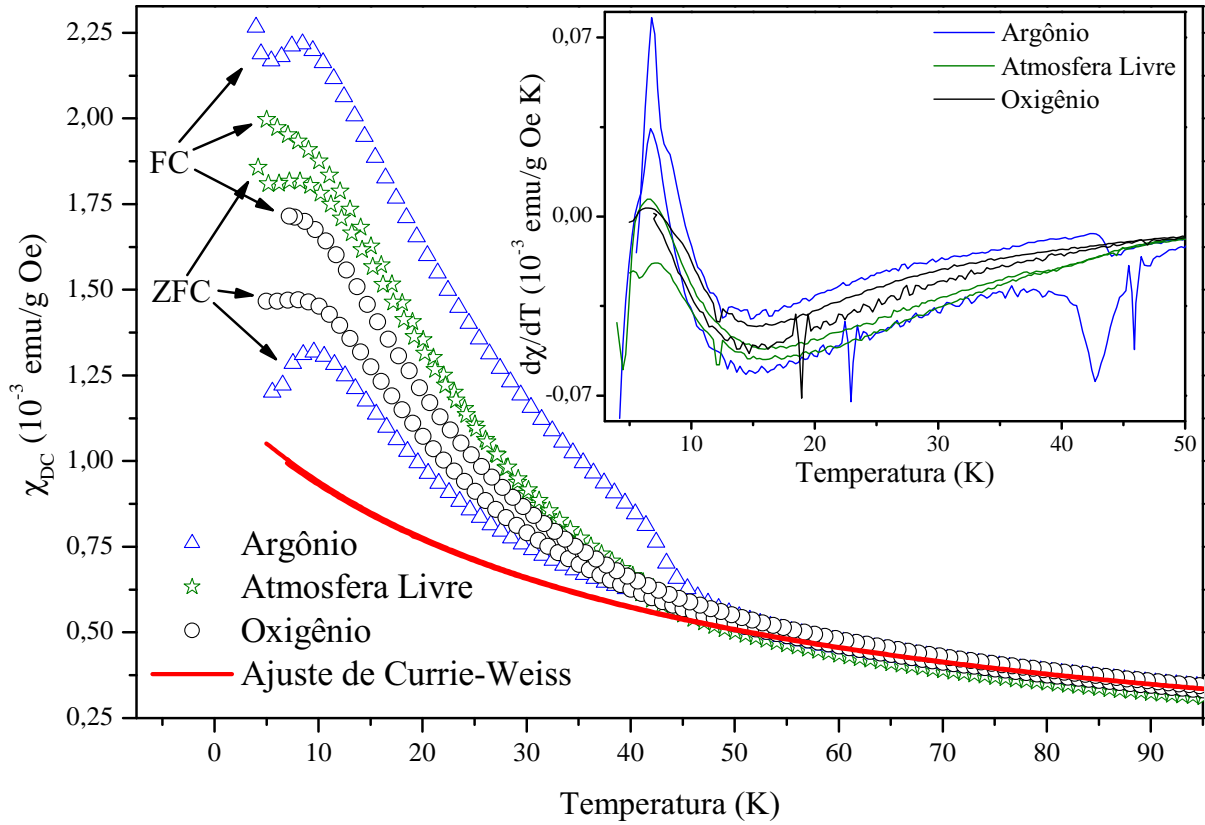 2,25
2,00
1,75
1,50
1,25
1,00
0,75
0,50
0,25
χDC (10⁻³ emu/g Oe)
0 10 20 30 40 50 60 70 80 90
Temperatura (K)
FC
ZFC
Argônio
Atmosfera Livre
Oxigênio
Ajuste de Currie-Weiss
0,07
0,00
-0,07
dχ/dT (10⁻³ emu/g Oe K)
10 20 30 40 50
Temperatura (K)
Argônio
Atmosfera Livre
Oxigênio